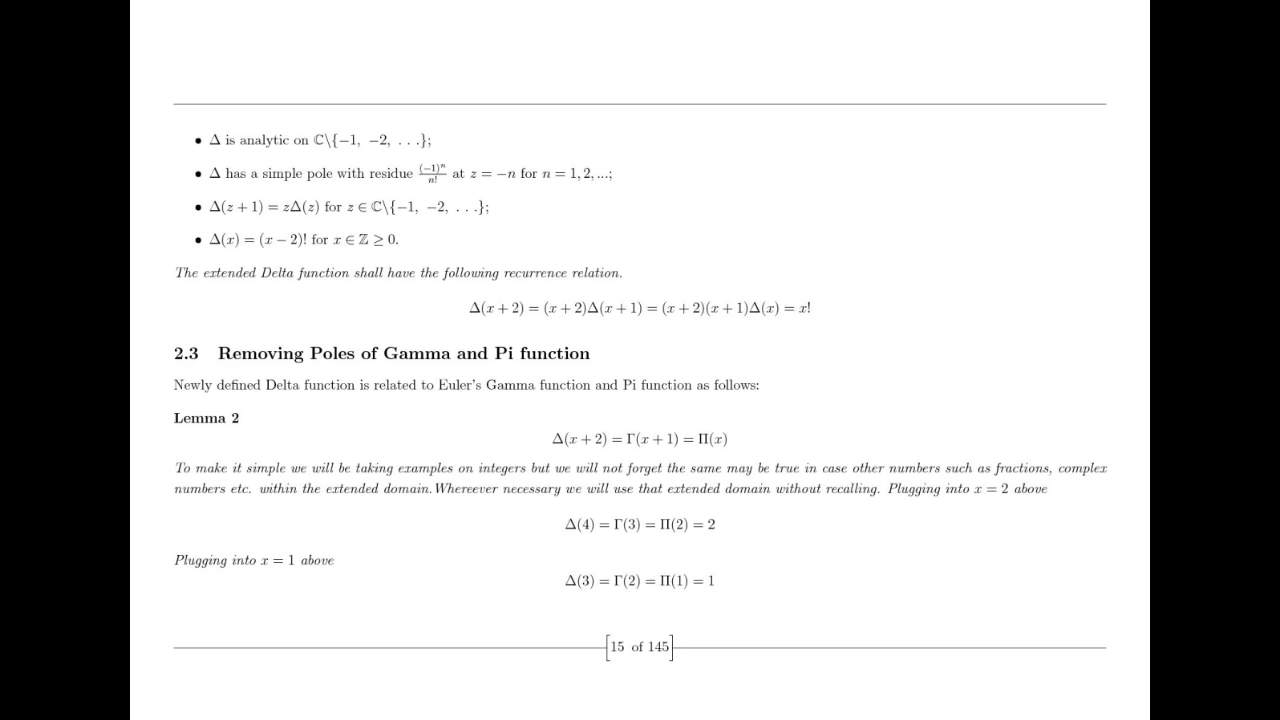 • Δ is analytic on ℂ\{−1, −2, . . .};
• Δ has a simple pole with residue (−1)ⁿ/n! at z = −n for n = 1, 2, ...;
• Δ(z + 1) = zΔ(z) for z ∈ ℂ\{−1, −2, . . .};
• Δ(x) = (x − 2)! for x ∈ ℤ ≥ 0.
The extended Delta function shall have the following recurrence relation.
Δ(x + 2) = (x + 2)Δ(x + 1) = (x + 2)(x + 1)Δ(x) = x!
2.3 Removing Poles of Gamma and Pi function
Newly defined Delta function is related to Euler's Gamma function and Pi function as follows:
Lemma 2
Δ(x + 2) = Γ(x + 1) = Π(x)
To make it simple we will be taking examples on integers but we will not forget the same may be true in case other numbers such as fractions, complex
numbers etc. within the extended domain.Whereever necessary we will use that extended domain without recalling. Plugging into x = 2 above
Δ(4) = Γ(3) = Π(2) = 2
Plugging into x = 1 above
Δ(3) = Γ(2) = Π(1) = 1
[15 of 145]